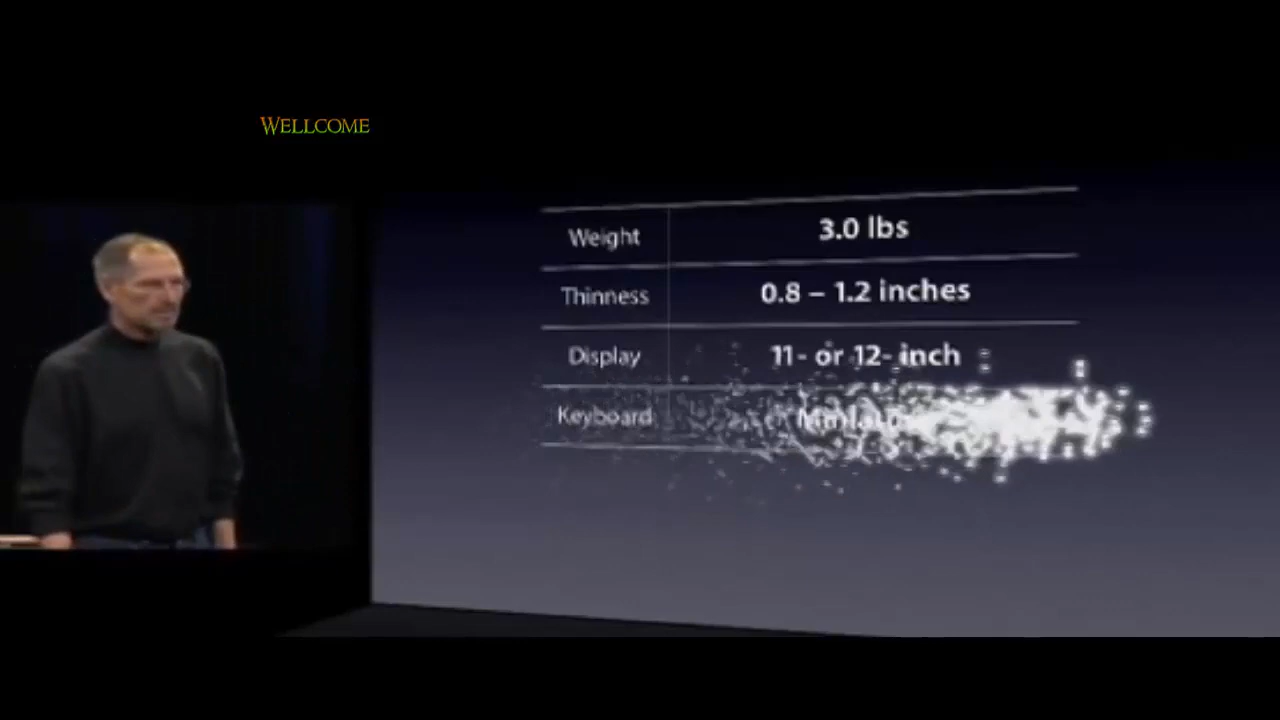 WELLCOME
Weight 3.0 lbs
Thinness 0.8 – 1.2 inches
Display 11- or 12- inch
Keyboard